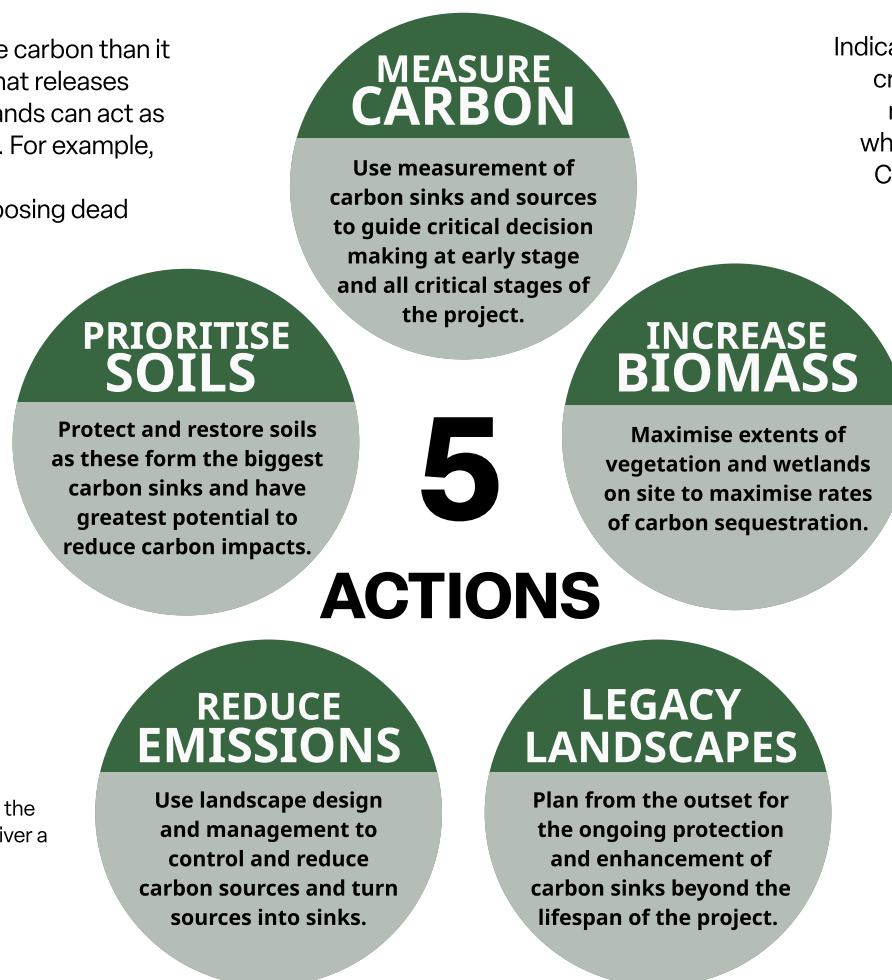 e carbon than it
hat releases
ands can act as
. For example,
posing dead
Indica
cr
wh
C
MEASURE
CARBON
Use measurement of
carbon sinks and sources
to guide critical decision
making at early stage
and all critical stages of
the project.
PRIORITISE
SOILS
Protect and restore soils
as these form the biggest
carbon sinks and have
greatest potential to
reduce carbon impacts.
INCREASE
BIOMASS
Maximise extents of
vegetation and wetlands
on site to maximise rates
of carbon sequestration.
5
ACTIONS
REDUCE
EMISSIONS
Use landscape design
and management to
control and reduce
carbon sources and turn
sources into sinks.
LEGACY
LANDSCAPES
Plan from the outset for
the ongoing protection
and enhancement of
carbon sinks beyond the
lifespan of the project.
the
iver a